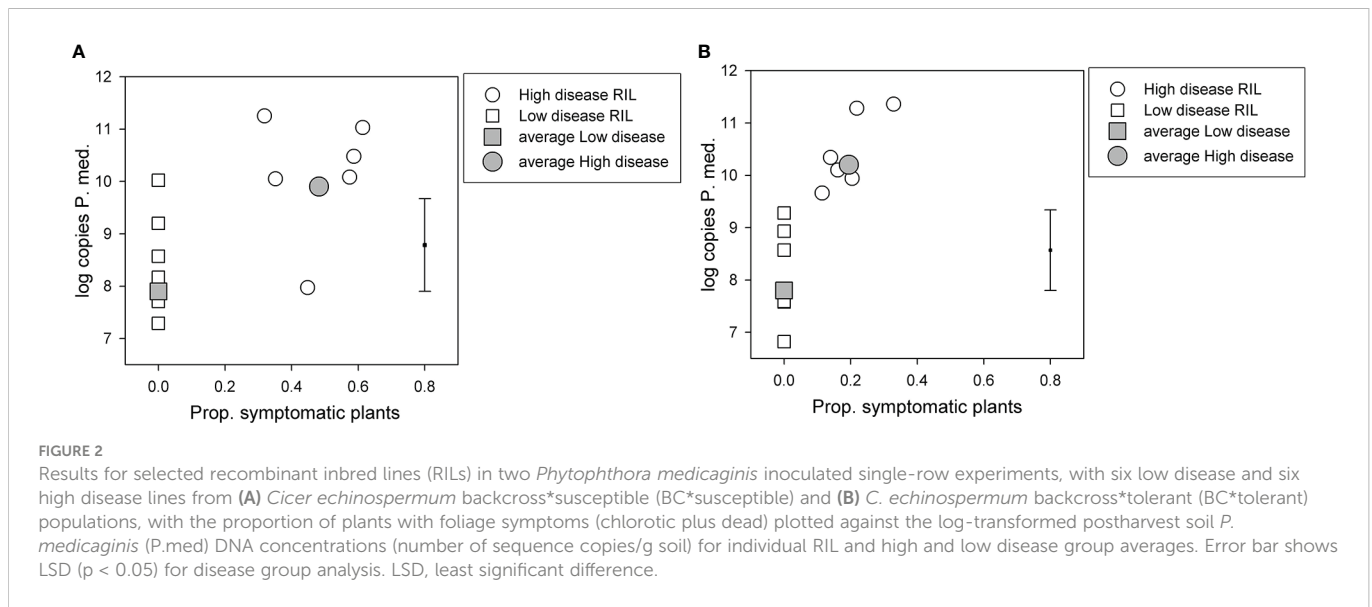 A
12
11
10
9
8
7
log copies P. med.
0.0 0.2 0.4 0.6 0.8
Prop. symptomatic plants
High disease RIL
Low disease RIL
average Low disease
average High disease
B
12
11
10
9
8
7
log copies P. med.
0.0 0.2 0.4 0.6 0.8
Prop. symptomatic plants
High disease RIL
Low disease RIL
average Low disease
average High disease
FIGURE 2
Results for selected recombinant inbred lines (RILs) in two Phytophthora medicaginis inoculated single-row experiments, with six low disease and six
high disease lines from (A) Cicer echinospermum backcross*susceptible (BC*susceptible) and (B) C. echinospermum backcross*tolerant (BC*tolerant)
populations, with the proportion of plants with foliage symptoms (chlorotic plus dead) plotted against the log-transformed postharvest soil P.
medicaginis (P.med) DNA concentrations (number of sequence copies/g soil) for individual RIL and high and low disease group averages. Error bar shows
LSD (p < 0.05) for disease group analysis. LSD, least significant difference.